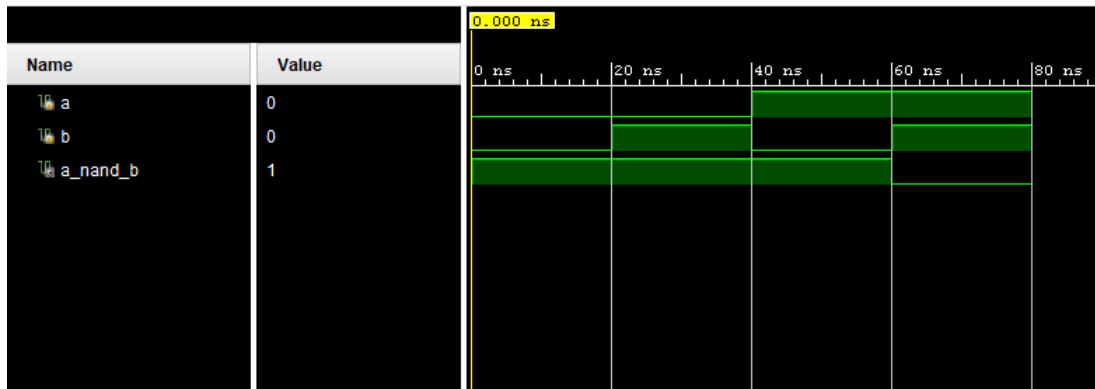 0.000 ns
Name Value
0 ns 20 ns 40 ns 60 ns 80 ns
a 0
b 0
a_nand_b 1